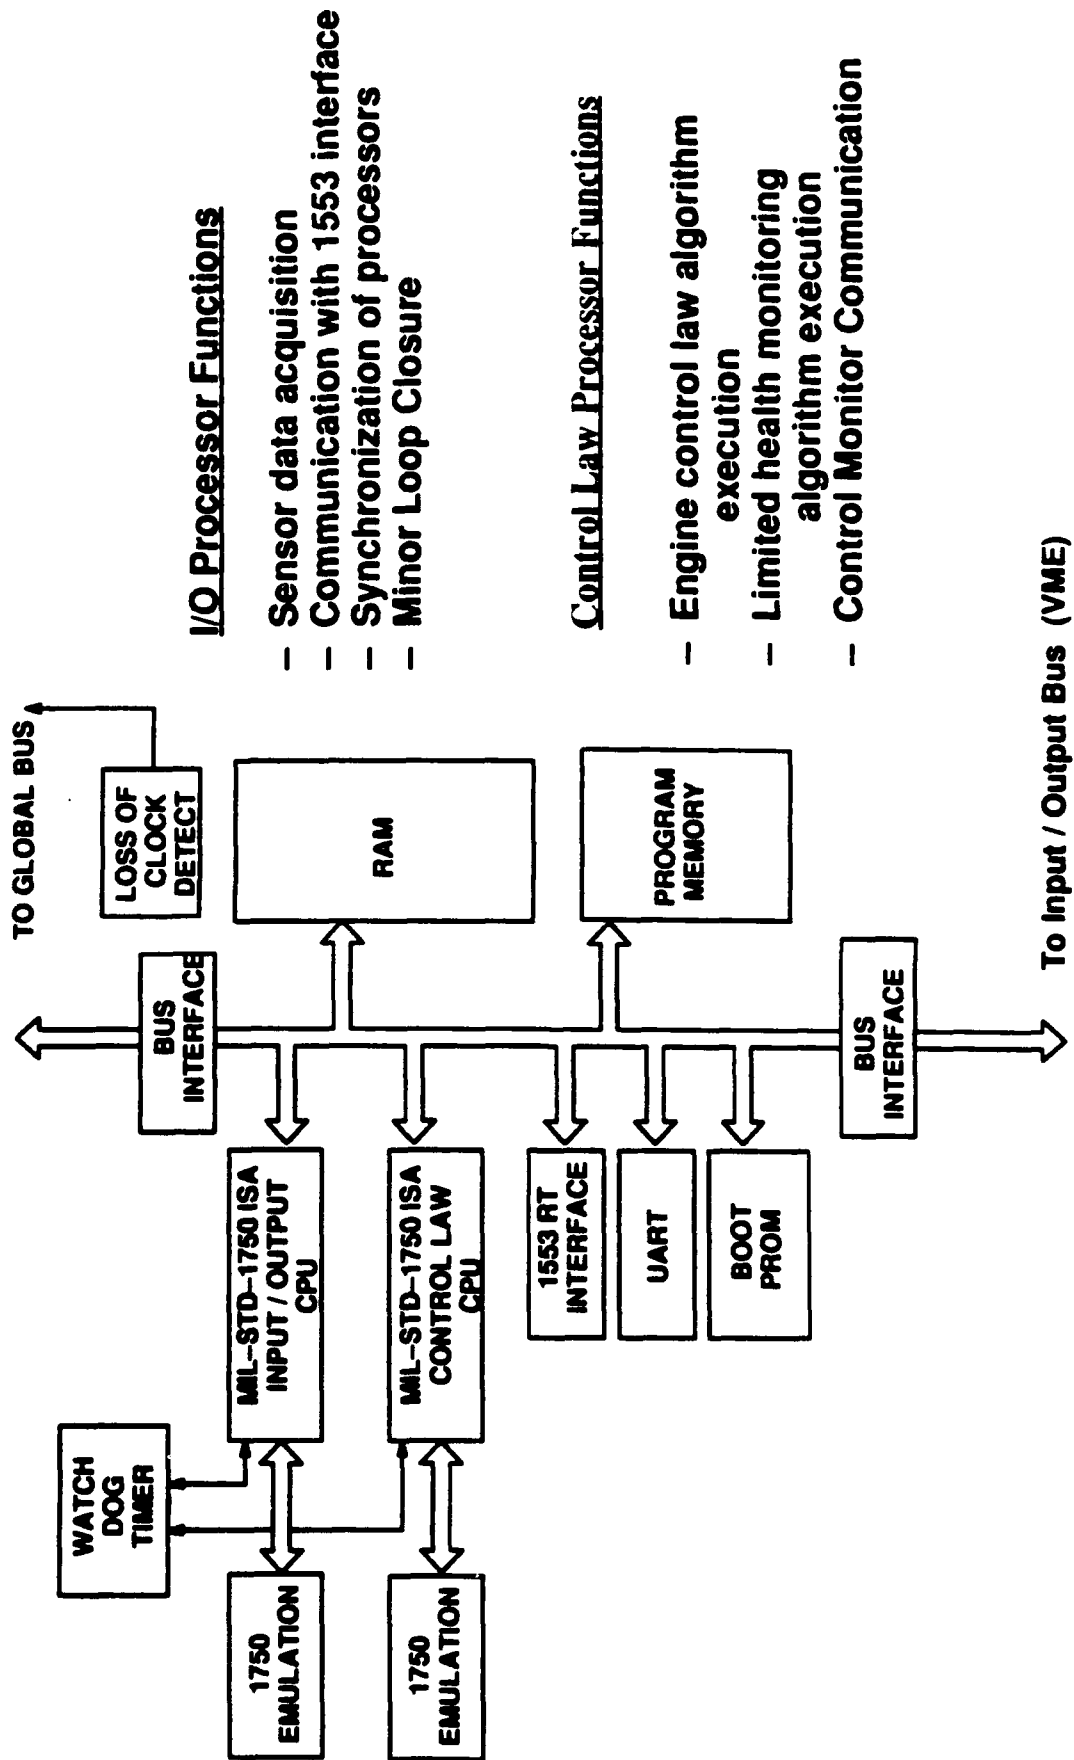 TO GLOBAL BUS
LOSS OF
CLOCK
DETECT
BUS
INTERFACE
WATCH
DOG
TIMER
1750
EMULATION
MIL-STD-1750 ISA
INPUT / OUTPUT
CPU
RAM
1750
EMULATION
MIL-STD-1750 ISA
CONTROL LAW
CPU
1553 RT
INTERFACE
UART
BOOT
PROM
PROGRAM
MEMORY
BUS
INTERFACE
To Input / Output Bus (VME)
I/O Processor Functions
– Sensor data acquisition
– Communication with 1553 interface
– Synchronization of processors
– Minor Loop Closure
Control Law Processor Functions
– Engine control law algorithm
execution
– Limited health monitoring
algorithm execution
– Control Monitor Communication